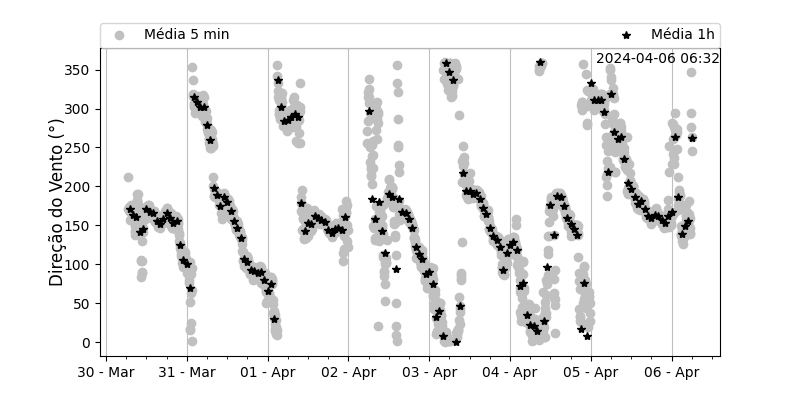 Média 5 min
Média 1h
2024-04-06 06:32
Direção do Vento (°)
350
300
250
200
150
100
50
0
30 - Mar
31 - Mar
01 - Apr
02 - Apr
03 - Apr
04 - Apr
05 - Apr
06 - Apr